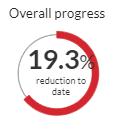 Overall progress
19.3%
reduction to
date